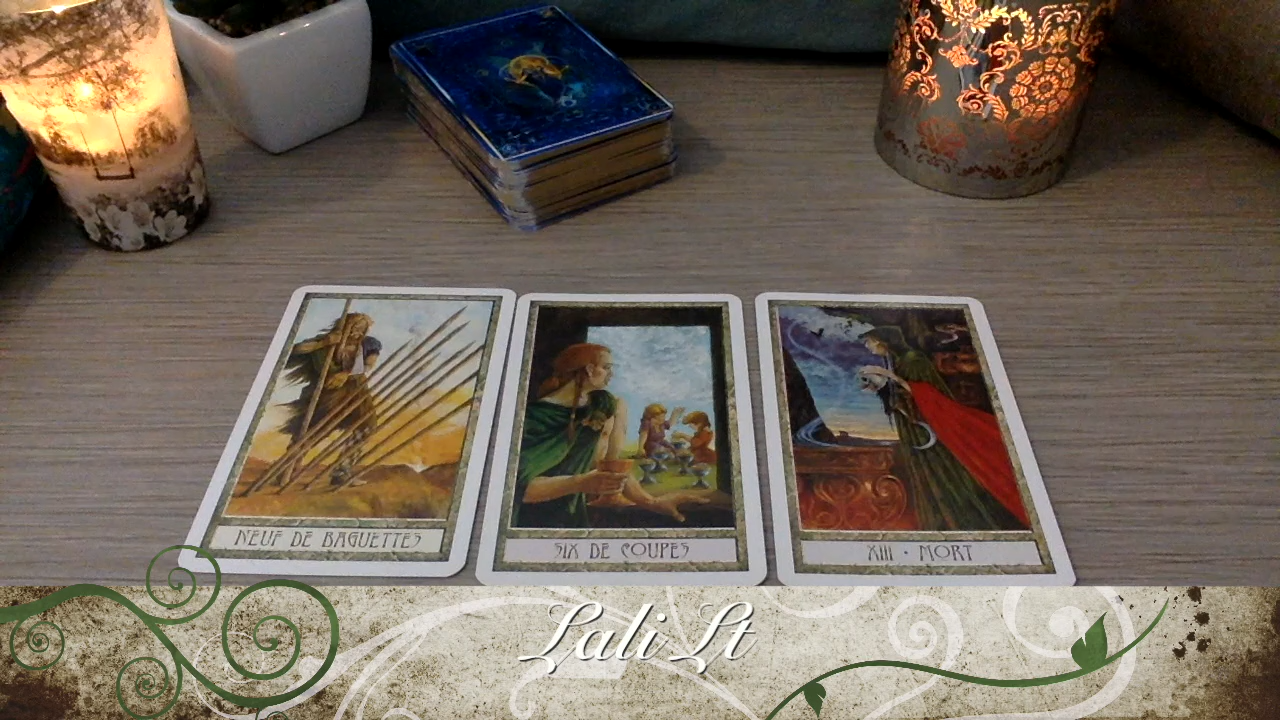 NEUF DE BAGUETTES
SIX DE COUPES
XIII • MORT
Lali Lt